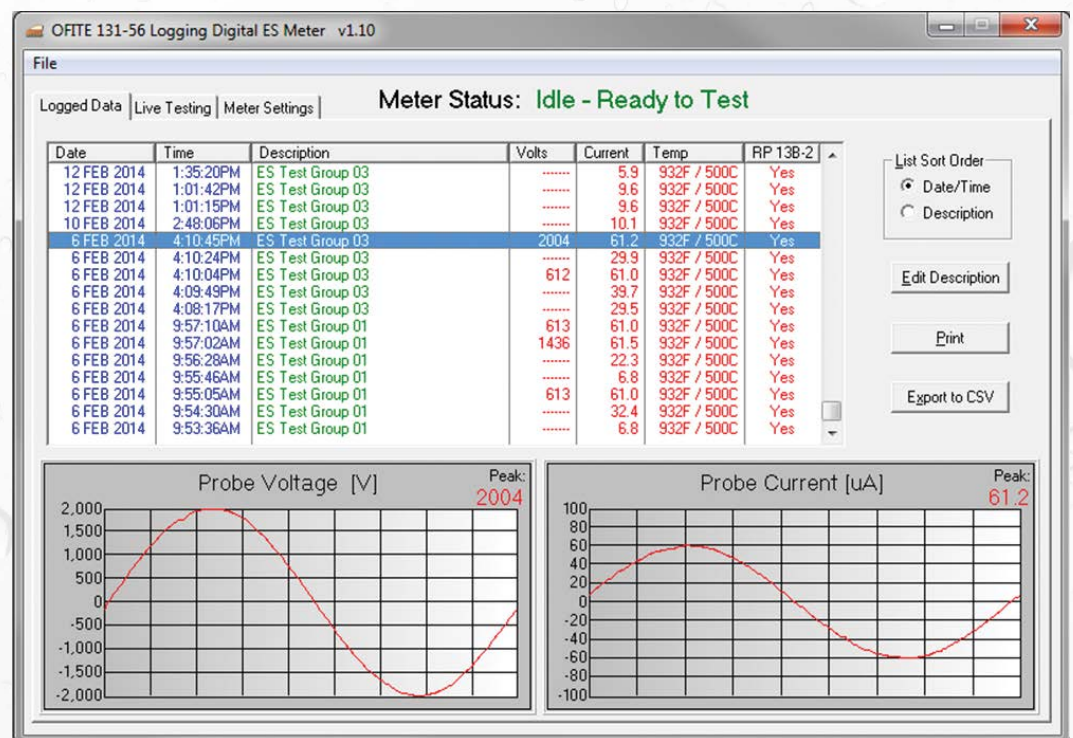 OFITE 131-56 Logging Digital ES Meter v1.10
File
Logged Data Live Testing Meter Settings Meter Status: Idle - Ready to Test
Date Time Description Volts Current Temp RP 13B-2
12 FEB 2014 1:35:20PM ES Test Group 03 ------- 5.9 932F / 500C Yes
12 FEB 2014 1:01:42PM ES Test Group 03 ------- 9.6 932F / 500C Yes
12 FEB 2014 1:01:15PM ES Test Group 03 ------- 9.6 932F / 500C Yes
10 FEB 2014 2:48:06PM ES Test Group 03 ------- 10.1 932F / 500C Yes
6 FEB 2014 4:10:45PM ES Test Group 03 2004 61.2 932F / 500C Yes
6 FEB 2014 4:10:24PM ES Test Group 03 ------- 29.9 932F / 500C Yes
6 FEB 2014 4:10:04PM ES Test Group 03 612 61.0 932F / 500C Yes
6 FEB 2014 4:09:49PM ES Test Group 03 ------- 39.7 932F / 500C Yes
6 FEB 2014 4:08:17PM ES Test Group 03 ------- 29.5 932F / 500C Yes
6 FEB 2014 9:57:10AM ES Test Group 01 613 61.0 932F / 500C Yes
6 FEB 2014 9:57:02AM ES Test Group 01 1436 61.5 932F / 500C Yes
6 FEB 2014 9:56:28AM ES Test Group 01 ------- 22.3 932F / 500C Yes
6 FEB 2014 9:55:46AM ES Test Group 01 ------- 6.8 932F / 500C Yes
6 FEB 2014 9:55:05AM ES Test Group 01 613 61.0 932F / 500C Yes
6 FEB 2014 9:54:30AM ES Test Group 01 ------- 32.4 932F / 500C Yes
6 FEB 2014 9:53:36AM ES Test Group 01 ------- 6.8 932F / 500C Yes
List Sort Order
Date/Time
Description
Edit Description
Print
Export to CSV
Probe Voltage [V]
Peak:
2004
2,000
1,500
1,000
500
0
-500
-1,000
-1,500
-2,000
Probe Current [uA]
Peak:
61.2
100
80
60
40
20
0
-20
-40
-60
-80
-100